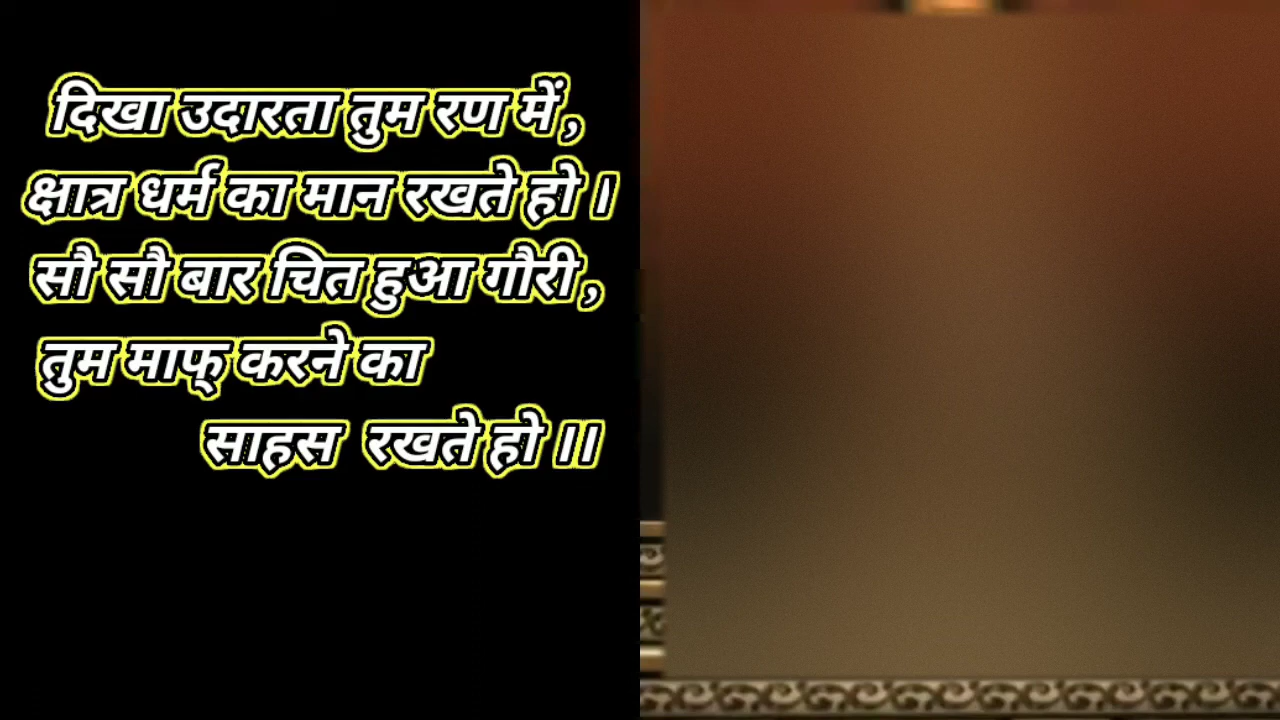 दिखा उदारता तुम रण में ,
क्षात्र धर्म का मान रखते हो ।
सौ सौ बार चित हुआ गौरी ,
तुम माफ् करने का
साहस रखते हो ।।